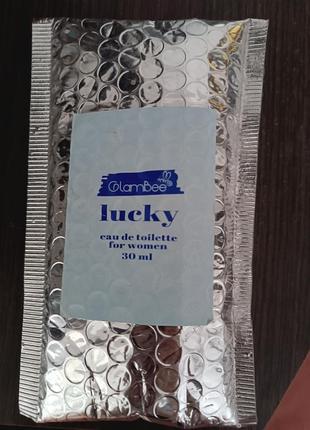 GlamBee
lucky
eau de toilette
for women
30 ml